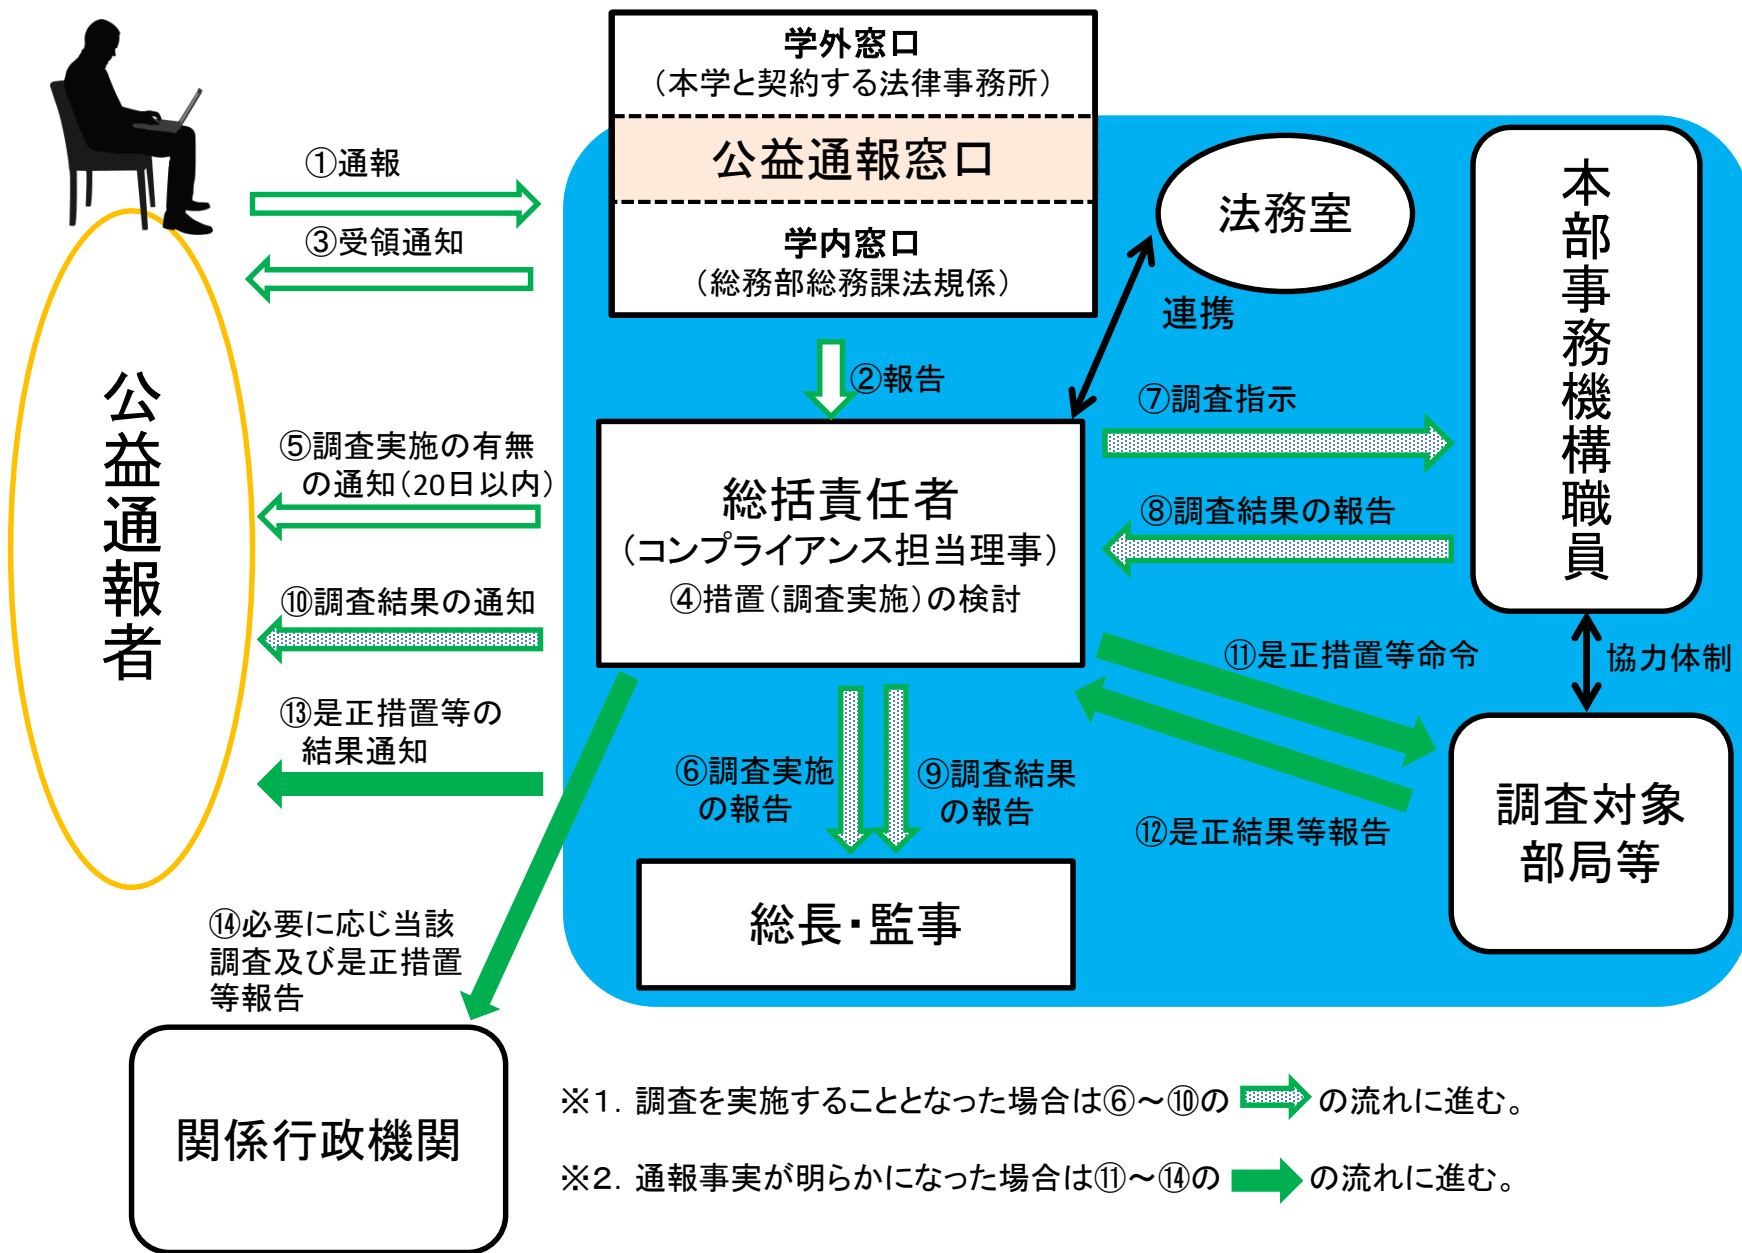 学外窓口
（本学と契約する法律事務所）
公益通報窓口
学内窓口
（総務部総務課法規係）
①通報
③受領通知
公益通報者
②報告
法務室
連携
本部事務機構職員
⑤調査実施の有無
の通知（20日以内）
総括責任者
（コンプライアンス担当理事）
④措置（調査実施）の検討
⑦調査指示
⑧調査結果の報告
⑩調査結果の通知
⑪是正措置等命令
協力体制
⑬是正措置等の
結果通知
⑥調査実施
の報告
⑨調査結果
の報告
⑫是正結果等報告
調査対象
部局等
総長・監事
⑭必要に応じ当該
調査及び是正措置
等報告
関係行政機関
※１．調査を実施することとなった場合は⑥～⑩の の流れに進む。
※２．通報事実が明らかになった場合は⑪～⑭の の流れに進む。